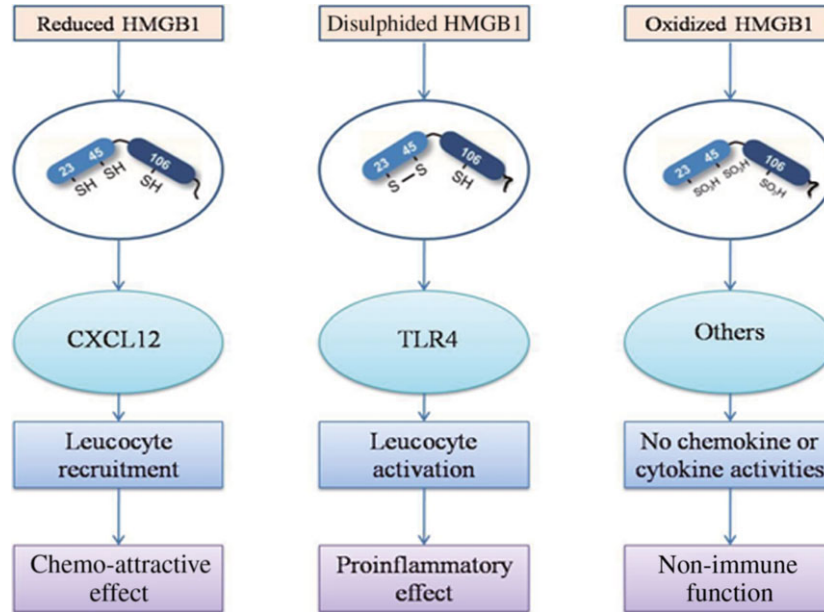 Reduced HMGB1
23
45
106
SH
SH
SH
CXCL12
Leucocyte
recruitment
Chemo-attractive
effect
Disulphided HMGB1
23
45
106
S
S
SH
TLR4
Leucocyte
activation
Proinflammatory
effect
Oxidized HMGB1
23
45
106
SO₃H
SO₃H
SO₃H
Others
No chemokine or
cytokine activities
Non-immune
function